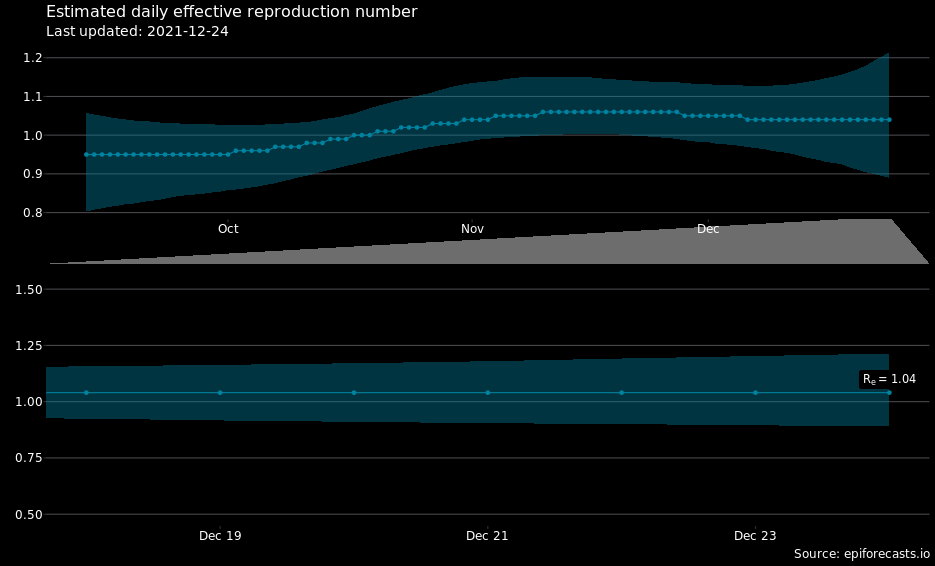 Estimated daily effective reproduction number
Last updated: 2021-12-24
1.2
1.1
1.0
0.9
0.8
Oct Nov Dec
1.50
1.25
Re = 1.04
1.00
0.75
0.50
Dec 19 Dec 21 Dec 23
Source: epiforecasts.io